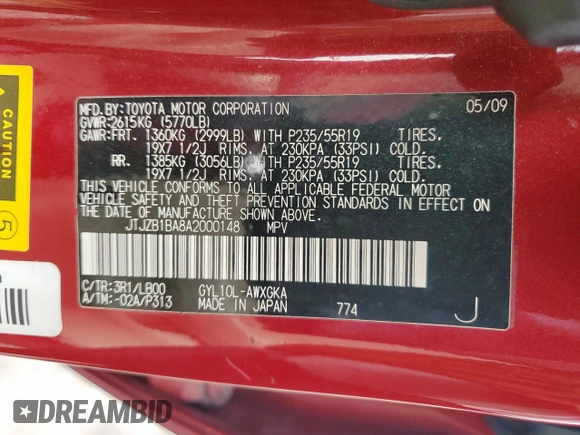 MFD. BY: TOYOTA MOTOR CORPORATION 05/09
GVWR: 2615KG (5770LB)
GAWR: FRT. 1360KG (2999LB) WITH P235/55R19 TIRES.
19X7 1/2J RIMS. AT 230KPA (33PSI) COLD.
RR. 1385KG (3056LB) WITH P235/55R19 TIRES.
19X7 1/2J RIMS. AT 230KPA (33PSI) COLD.
THIS VEHICLE CONFORMS TO ALL APPLICABLE FEDERAL MOTOR
VEHICLE SAFETY AND THEFT PREVENTION STANDARDS IN EFFECT
ON THE DATE OF MANUFACTURE SHOWN ABOVE.
JTJZB1BA8A2000148 MPV
C/TR: 3R1/LB00 GYL10L-AWXGKA
A/TM: -02A/P313 MADE IN JAPAN 774 J
CAUTION
5
DREAMBID